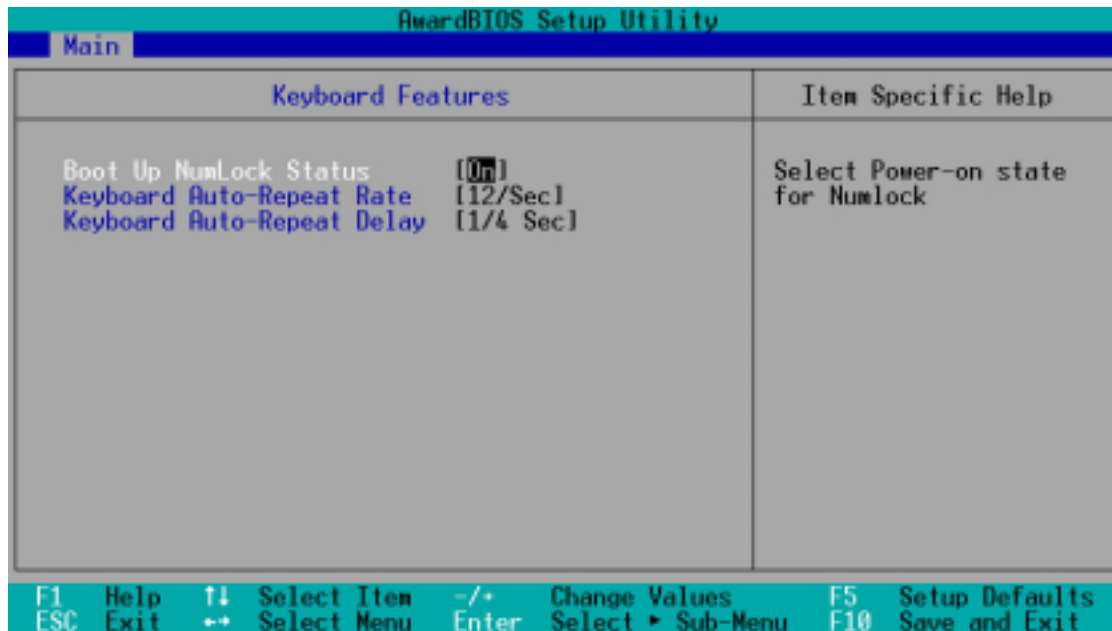 AwardBIOS Setup Utility
Main
Keyboard Features
Item Specific Help
Boot Up NumLock Status [On]
Keyboard Auto-Repeat Rate [12/Sec]
Keyboard Auto-Repeat Delay [1/4 Sec]
Select Power-on state
for Numlock
F1 Help ↑↓ Select Item -/+ Change Values F5 Setup Defaults
ESC Exit ←→ Select Menu Enter Select ► Sub-Menu F10 Save and Exit